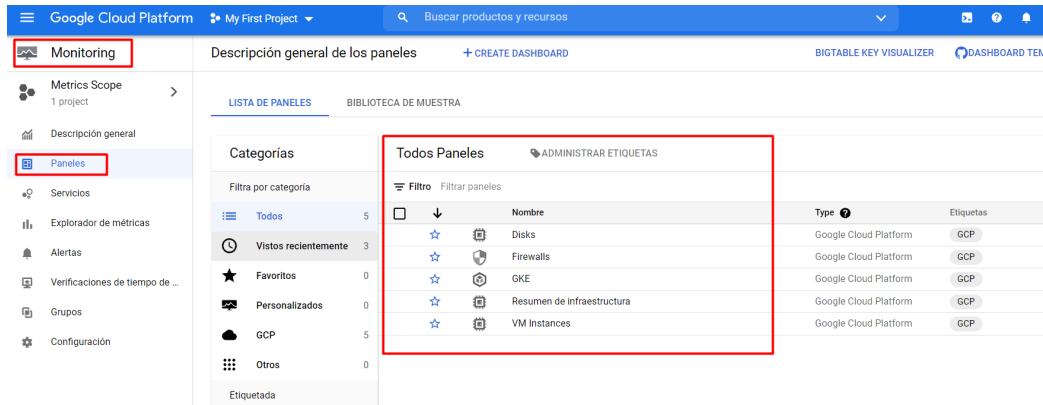 Google Cloud Platform My First Project Buscar productos y recursos
Monitoring Descripción general de los paneles + CREATE DASHBOARD BIGTABLE KEY VISUALIZER DASHBOARD TEM
Metrics Scope
1 project
LISTA DE PANELES BIBLIOTECA DE MUESTRA
Descripción general
Paneles
Servicios
Explorador de métricas
Alertas
Verificaciones de tiempo de ...
Grupos
Configuración
Categorías
Filtra por categoría
Todos 5
Vistos recientemente 3
Favoritos 0
Personalizados 0
GCP 5
Otros 0
Etiquetada
Todos Paneles ADMINISTRAR ETIQUETAS
Filtro Filtrar paneles
Nombre Type Etiquetas
Disks Google Cloud Platform GCP
Firewalls Google Cloud Platform GCP
GKE Google Cloud Platform GCP
Resumen de infraestructura Google Cloud Platform GCP
VM Instances Google Cloud Platform GCP